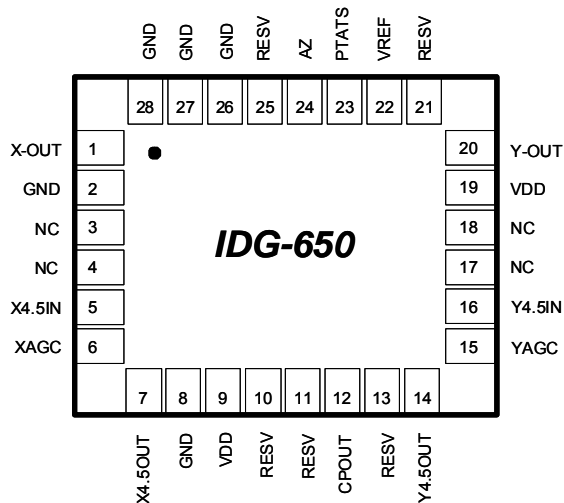 GND GND GND RESV AZ PTATS VREF RESV
28 27 26 25 24 23 22 21
X-OUT 1 20 Y-OUT
GND 2 19 VDD
NC 3 18 NC
IDG-650
NC 4 17 NC
X4.5IN 5 16 Y4.5IN
XAGC 6 15 YAGC
7 8 9 10 11 12 13 14
X4.5OUT GND VDD RESV RESV CPOUT RESV Y4.5OUT